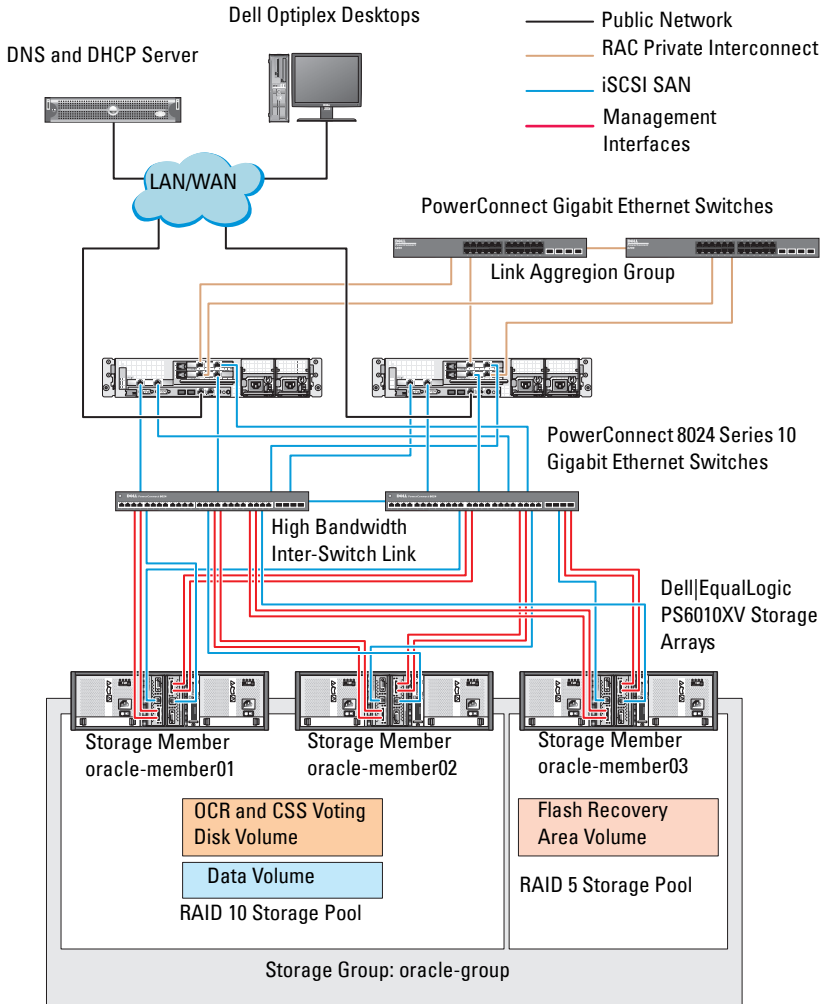 Dell Optiplex Desktops
DNS and DHCP Server
Public Network
RAC Private Interconnect
iSCSI SAN
Management
Interfaces
LAN/WAN
PowerConnect Gigabit Ethernet Switches
Link Aggregion Group
PowerConnect 8024 Series 10
Gigabit Ethernet Switches
High Bandwidth
Inter-Switch Link
Dell|EqualLogic
PS6010XV Storage
Arrays
Storage Member
oracle-member01
Storage Member
oracle-member02
Storage Member
oracle-member03
OCR and CSS Voting
Disk Volume
Data Volume
RAID 10 Storage Pool
Flash Recovery
Area Volume
RAID 5 Storage Pool
Storage Group: oracle-group